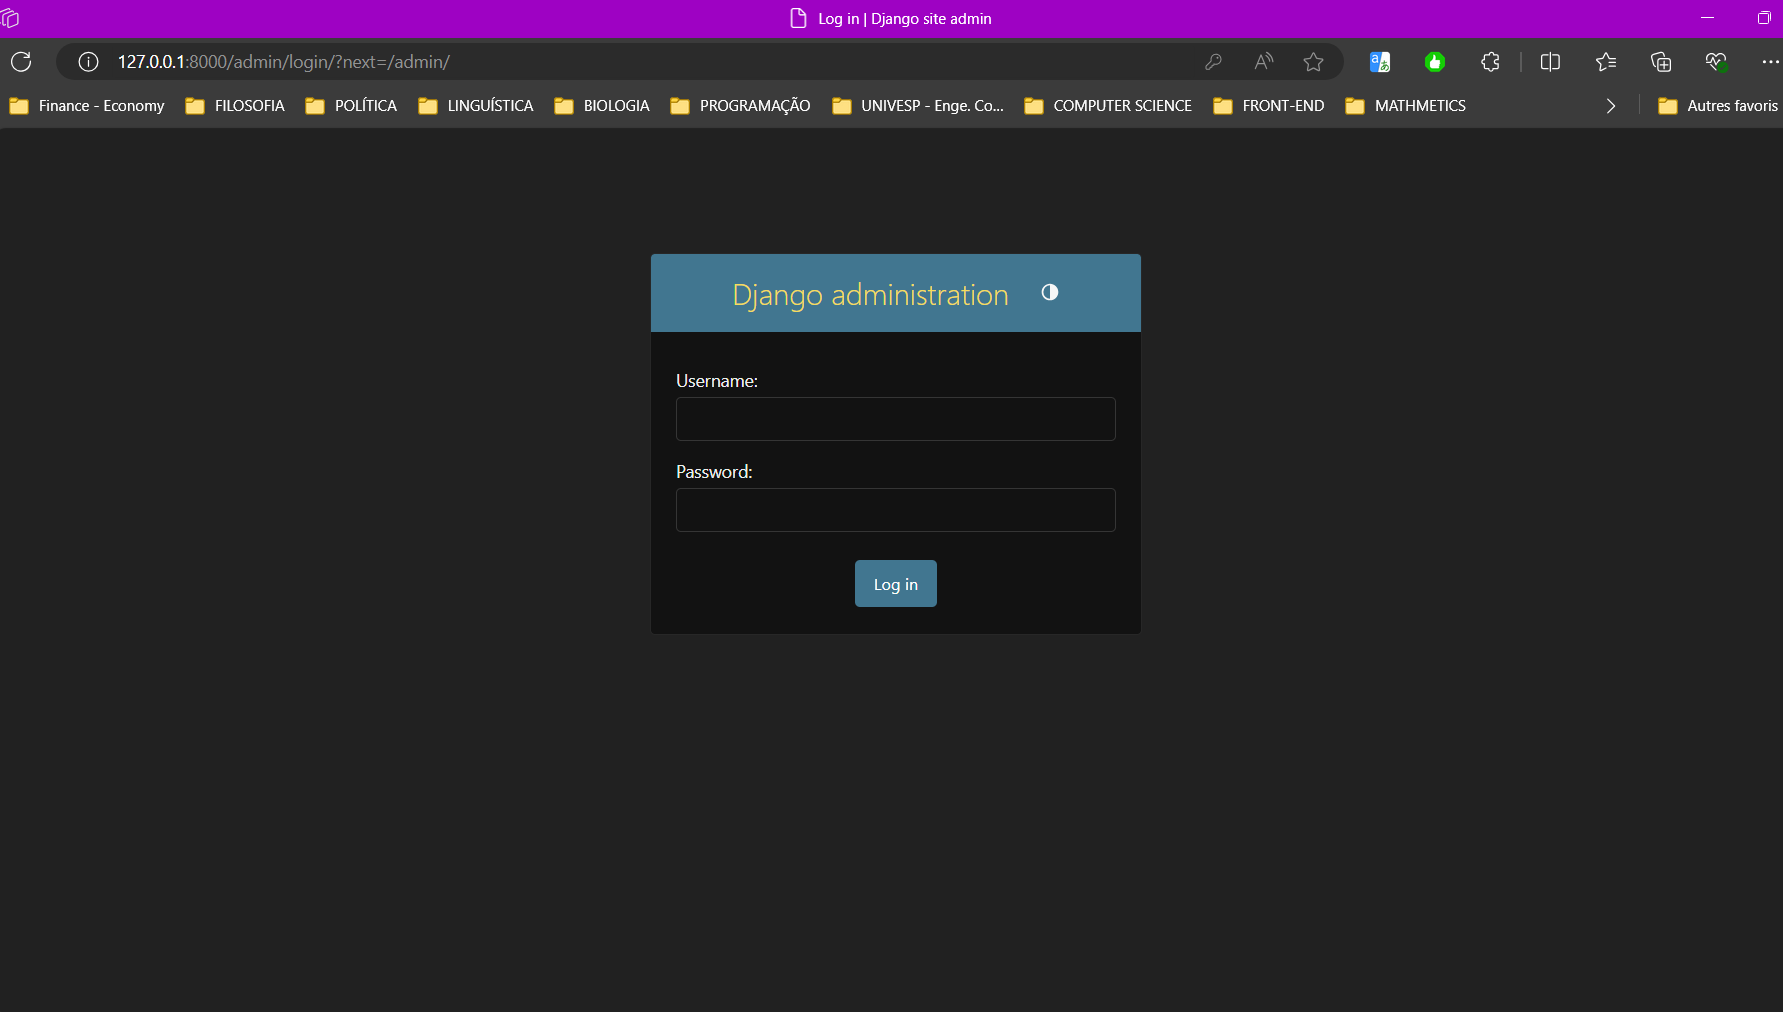 Log in | Django site admin
127.0.0.1:8000/admin/login/?next=/admin/
Finance - Economy FILOSOFIA POLÍTICA LINGUÍSTICA BIOLOGIA PROGRAMAÇÃO UNIVESP - Enge. Co... COMPUTER SCIENCE FRONT-END MATHMETICS Autres favoris
Django administration
Username:
Password:
Log in